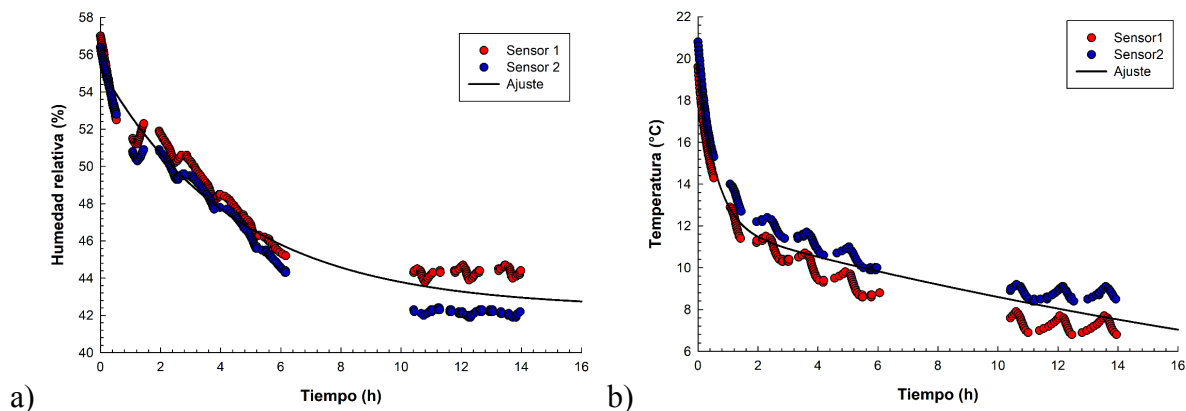 a)
Humedad relativa (%)
58
56
54
52
50
48
46
44
42
40
0 2 4 6 8 10 12 14 16
Tiempo (h)
Sensor 1
Sensor 2
Ajuste
b)
Temperatura (°C)
22
20
18
16
14
12
10
8
6
0 2 4 6 8 10 12 14 16
Tiempo (h)
Sensor1
Sensor2
Ajuste